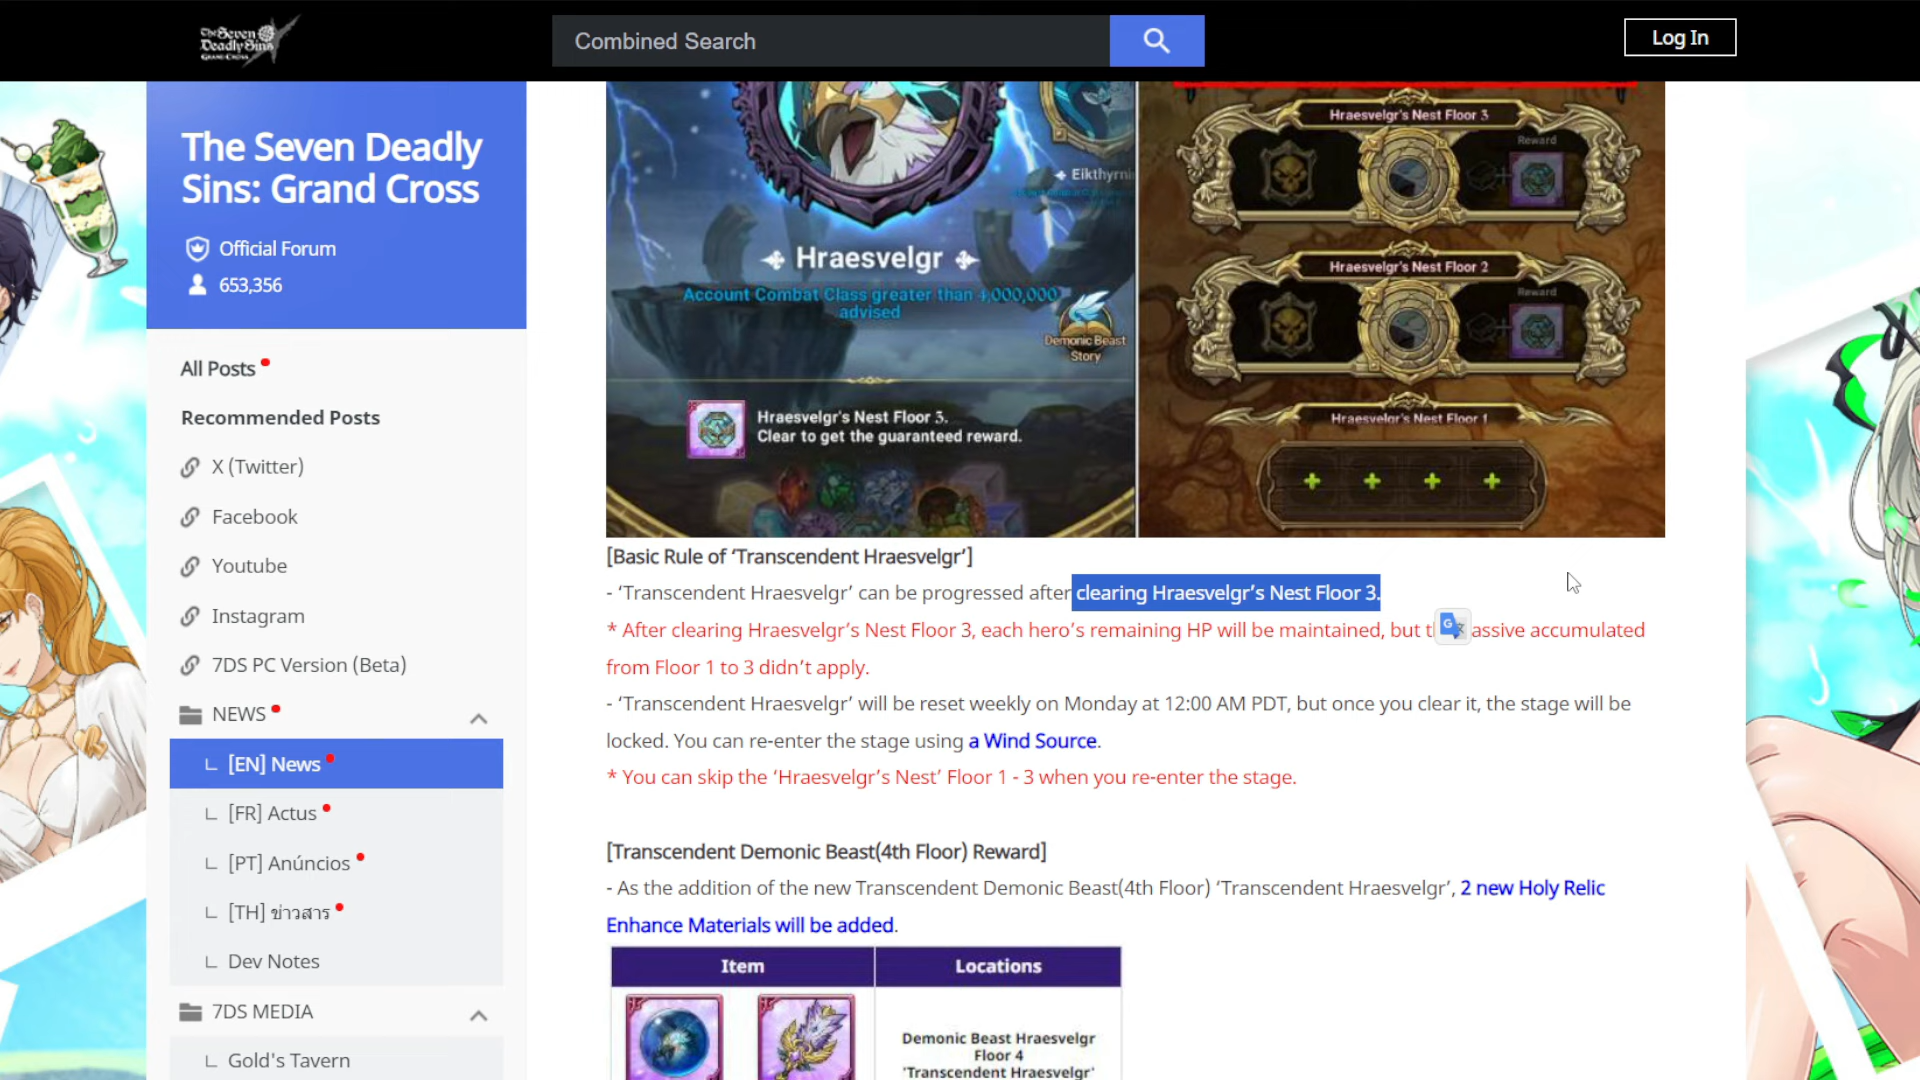 The Seven
Deadly Sins
GRAND CROSS
Combined Search
Log In
The Seven Deadly
Sins: Grand Cross
Official Forum
653,356
All Posts
Recommended Posts
X (Twitter)
Facebook
Youtube
Instagram
7DS PC Version (Beta)
NEWS
[EN] News
[FR] Actus
[PT] Anúncios
[TH] ข่าวสาร
Dev Notes
7DS MEDIA
Gold's Tavern
Eikthyrni
Hraesvelgr
Account Combat Class greater than 4,000,000
advised
Demonic Beast
Story
Hraesvelgr's Nest Floor 3.
Clear to get the guaranteed reward.
Hraesvelgr's Nest Floor 3
Reward
Hraesvelgr's Nest Floor 2
Reward
Hraesvelgr's Nest Floor 1
[Basic Rule of ‘Transcendent Hraesvelgr’]
- ‘Transcendent Hraesvelgr’ can be progressed after clearing Hraesvelgr’s Nest Floor 3.
* After clearing Hraesvelgr’s Nest Floor 3, each hero’s remaining HP will be maintained, but t assive accumulated
from Floor 1 to 3 didn’t apply.
- ‘Transcendent Hraesvelgr’ will be reset weekly on Monday at 12:00 AM PDT, but once you clear it, the stage will be
locked. You can re-enter the stage using a Wind Source.
* You can skip the ‘Hraesvelgr’s Nest’ Floor 1 - 3 when you re-enter the stage.
[Transcendent Demonic Beast(4th Floor) Reward]
- As the addition of the new Transcendent Demonic Beast(4th Floor) ‘Transcendent Hraesvelgr’, 2 new Holy Relic
Enhance Materials will be added.
Item
Locations
Demonic Beast Hraesvelgr
Floor 4
'Transcendent Hraesvelgr'